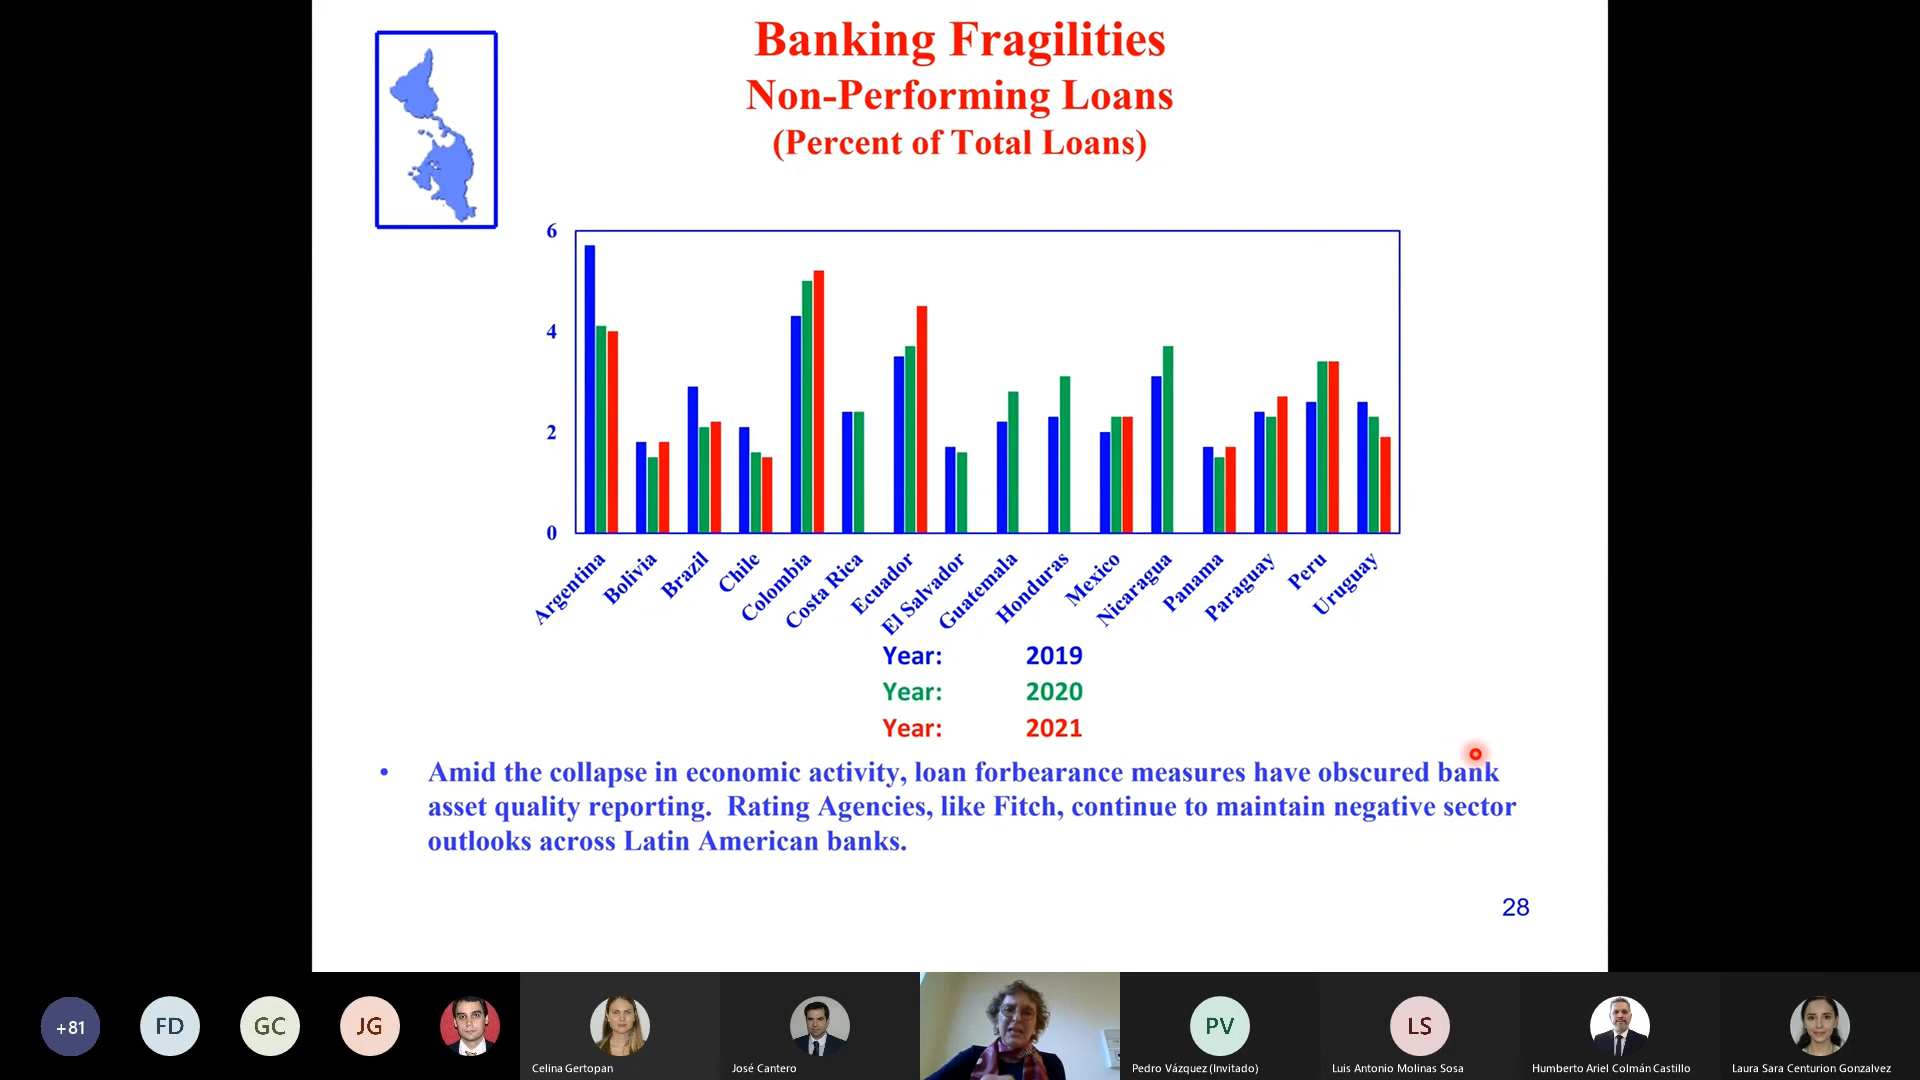 Banking Fragilities
Non-Performing Loans
(Percent of Total Loans)
6
4
2
0
Argentina
Bolivia
Brazil
Chile
Colombia
Costa Rica
Ecuador
El Salvador
Guatemala
Honduras
Mexico
Nicaragua
Panama
Paraguay
Peru
Uruguay
Year: 2019
Year: 2020
Year: 2021
• Amid the collapse in economic activity, loan forbearance measures have obscured bank
asset quality reporting. Rating Agencies, like Fitch, continue to maintain negative sector
outlooks across Latin American banks.
28
+81
FD
GC
JG
PV
LS
Celina Gertopan
José Cantero
Pedro Vázquez (Invitado)
Luis Antonio Molinas Sosa
Humberto Ariel Colmán Castillo
Laura Sara Centurion Gonzalvez